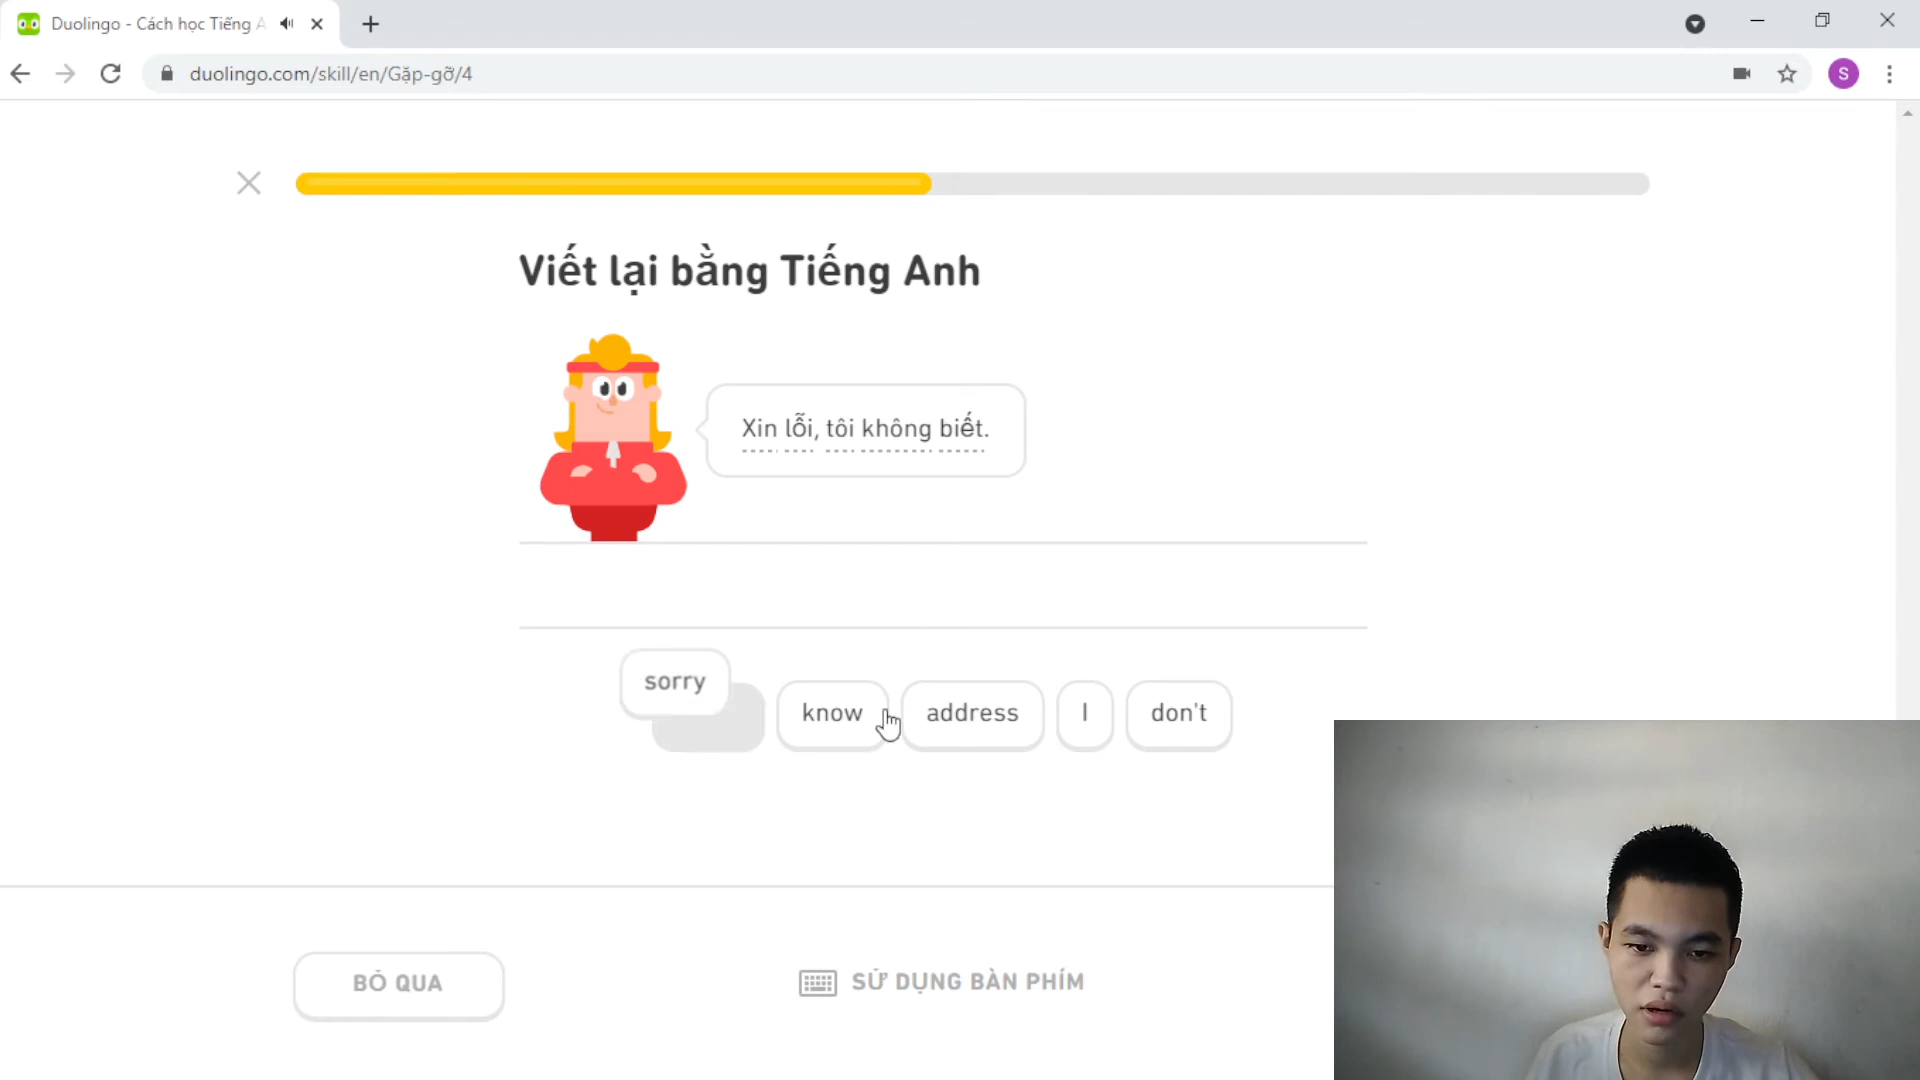 Duolingo - Cách học Tiếng A
duolingo.com/skill/en/Gặp-gỡ/4
S
Viết lại bằng Tiếng Anh
Xin lỗi, tôi không biết.
sorry
know address I don't
BỎ QUA
SỬ DỤNG BÀN PHÍM